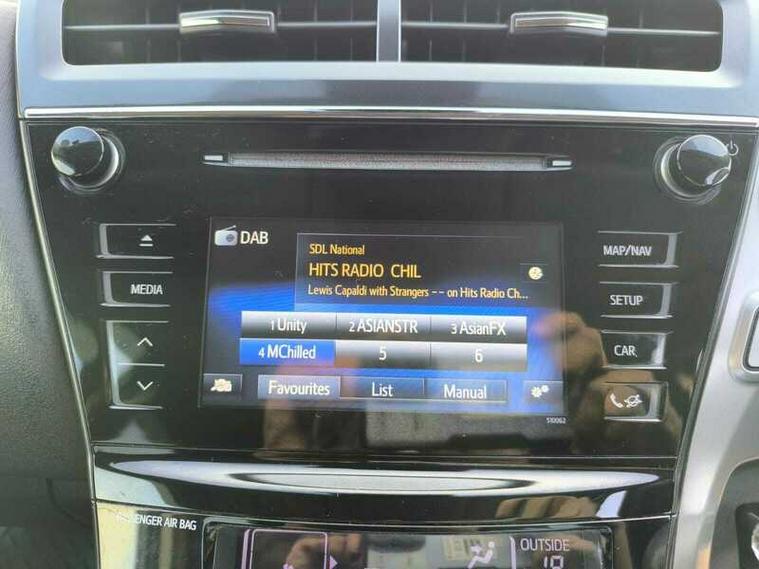 DAB
SDL National
HITS RADIO CHIL
Lewis Capaldi with Strangers -- on Hits Radio Ch...
1 Unity
2 ASIANSTR
3 AsianFX
4 MChilled
5
6
Favourites
List
Manual
510062
MEDIA
MAP/NAV
SETUP
CAR
PASSENGER AIR BAG
OUTSIDE